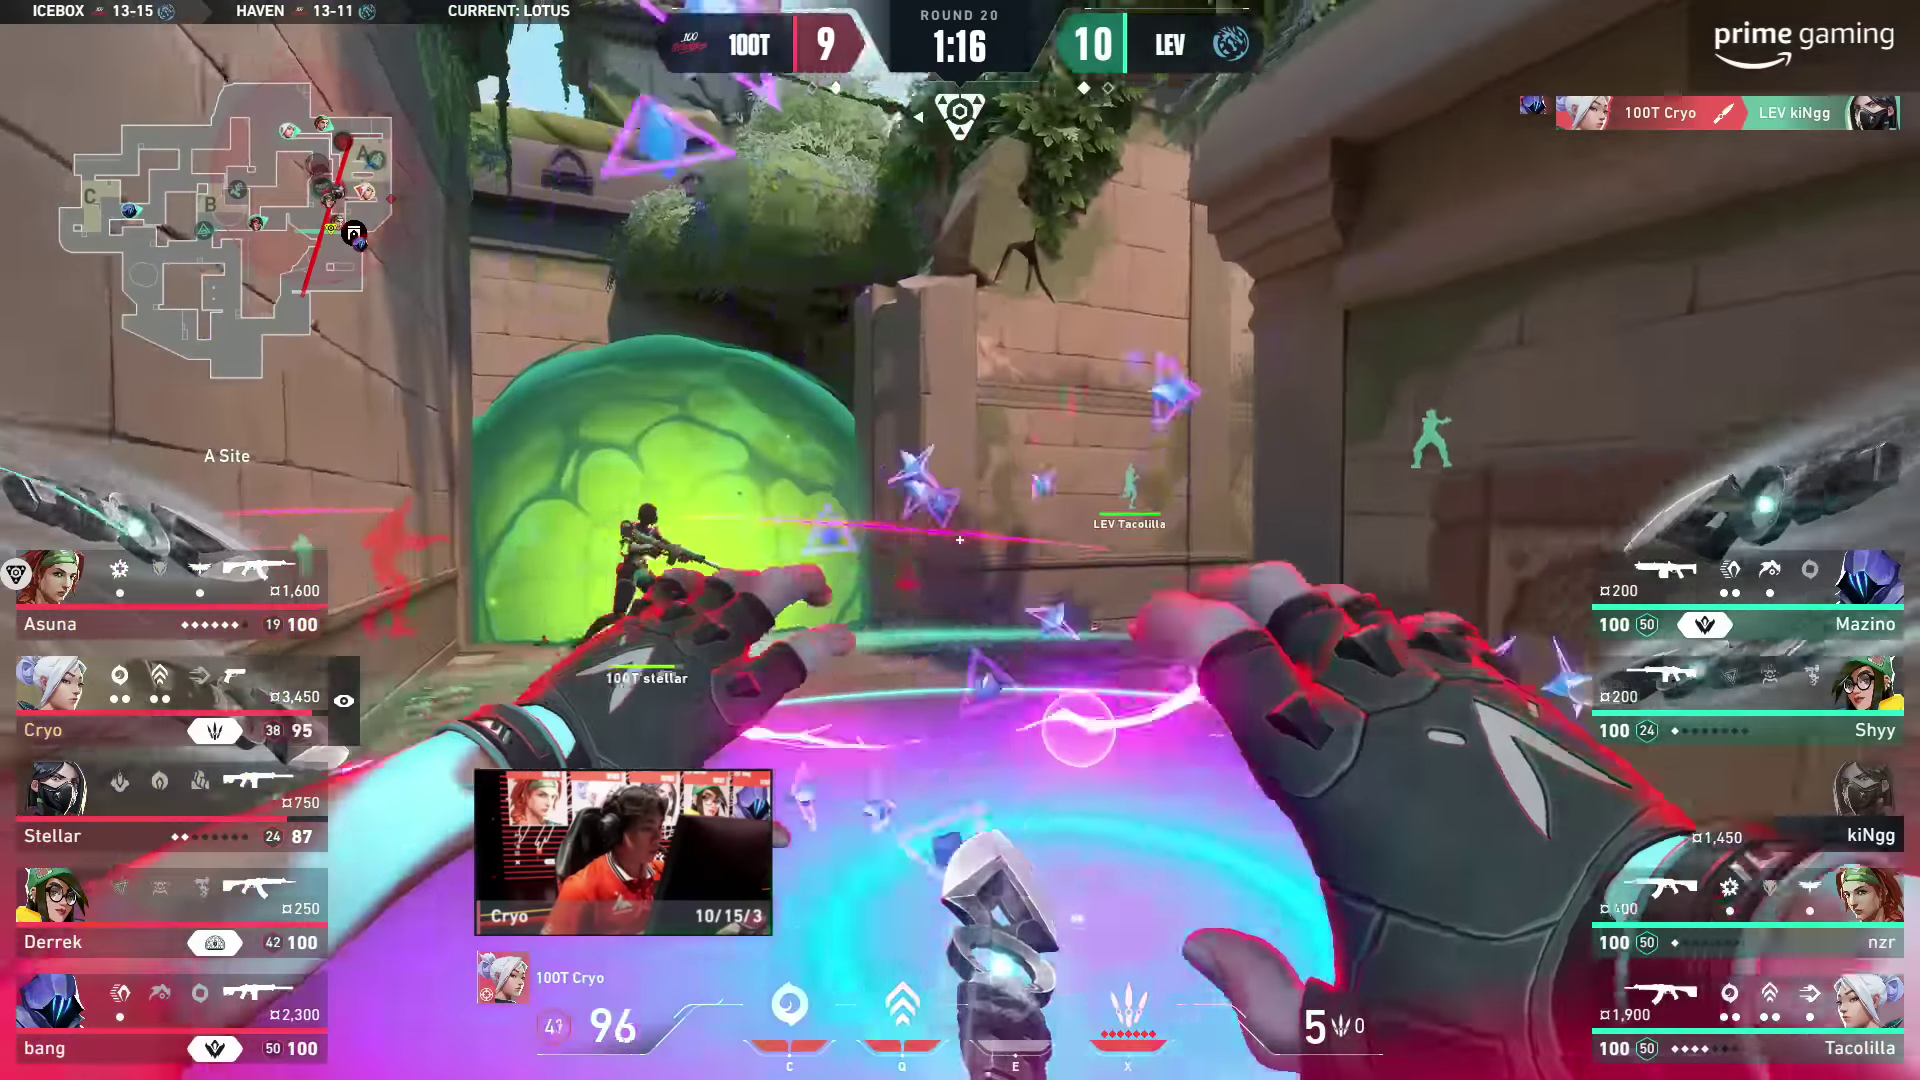 ICEBOX 13-15 HAVEN 13-11 CURRENT: LOTUS
100T 9 ROUND 20 1:16 10 LEV
prime gaming
100T Cryo LEV kiNgg
A
C
B
A Site
LEV Tacolilla
100T stellar
1,600
Asuna 19 100
3,450
Cryo 38 95
750
Stellar 24 87
250
Derrek 42 100
2,300
bang 50 100
Cryo 10/15/3
100T Cryo
96
C Q E X
5 0
200
100 50 Mazino
200
100 24 Shyy
1,450 kiNgg
400
100 50 nzr
1,900
100 50 Tacolilla